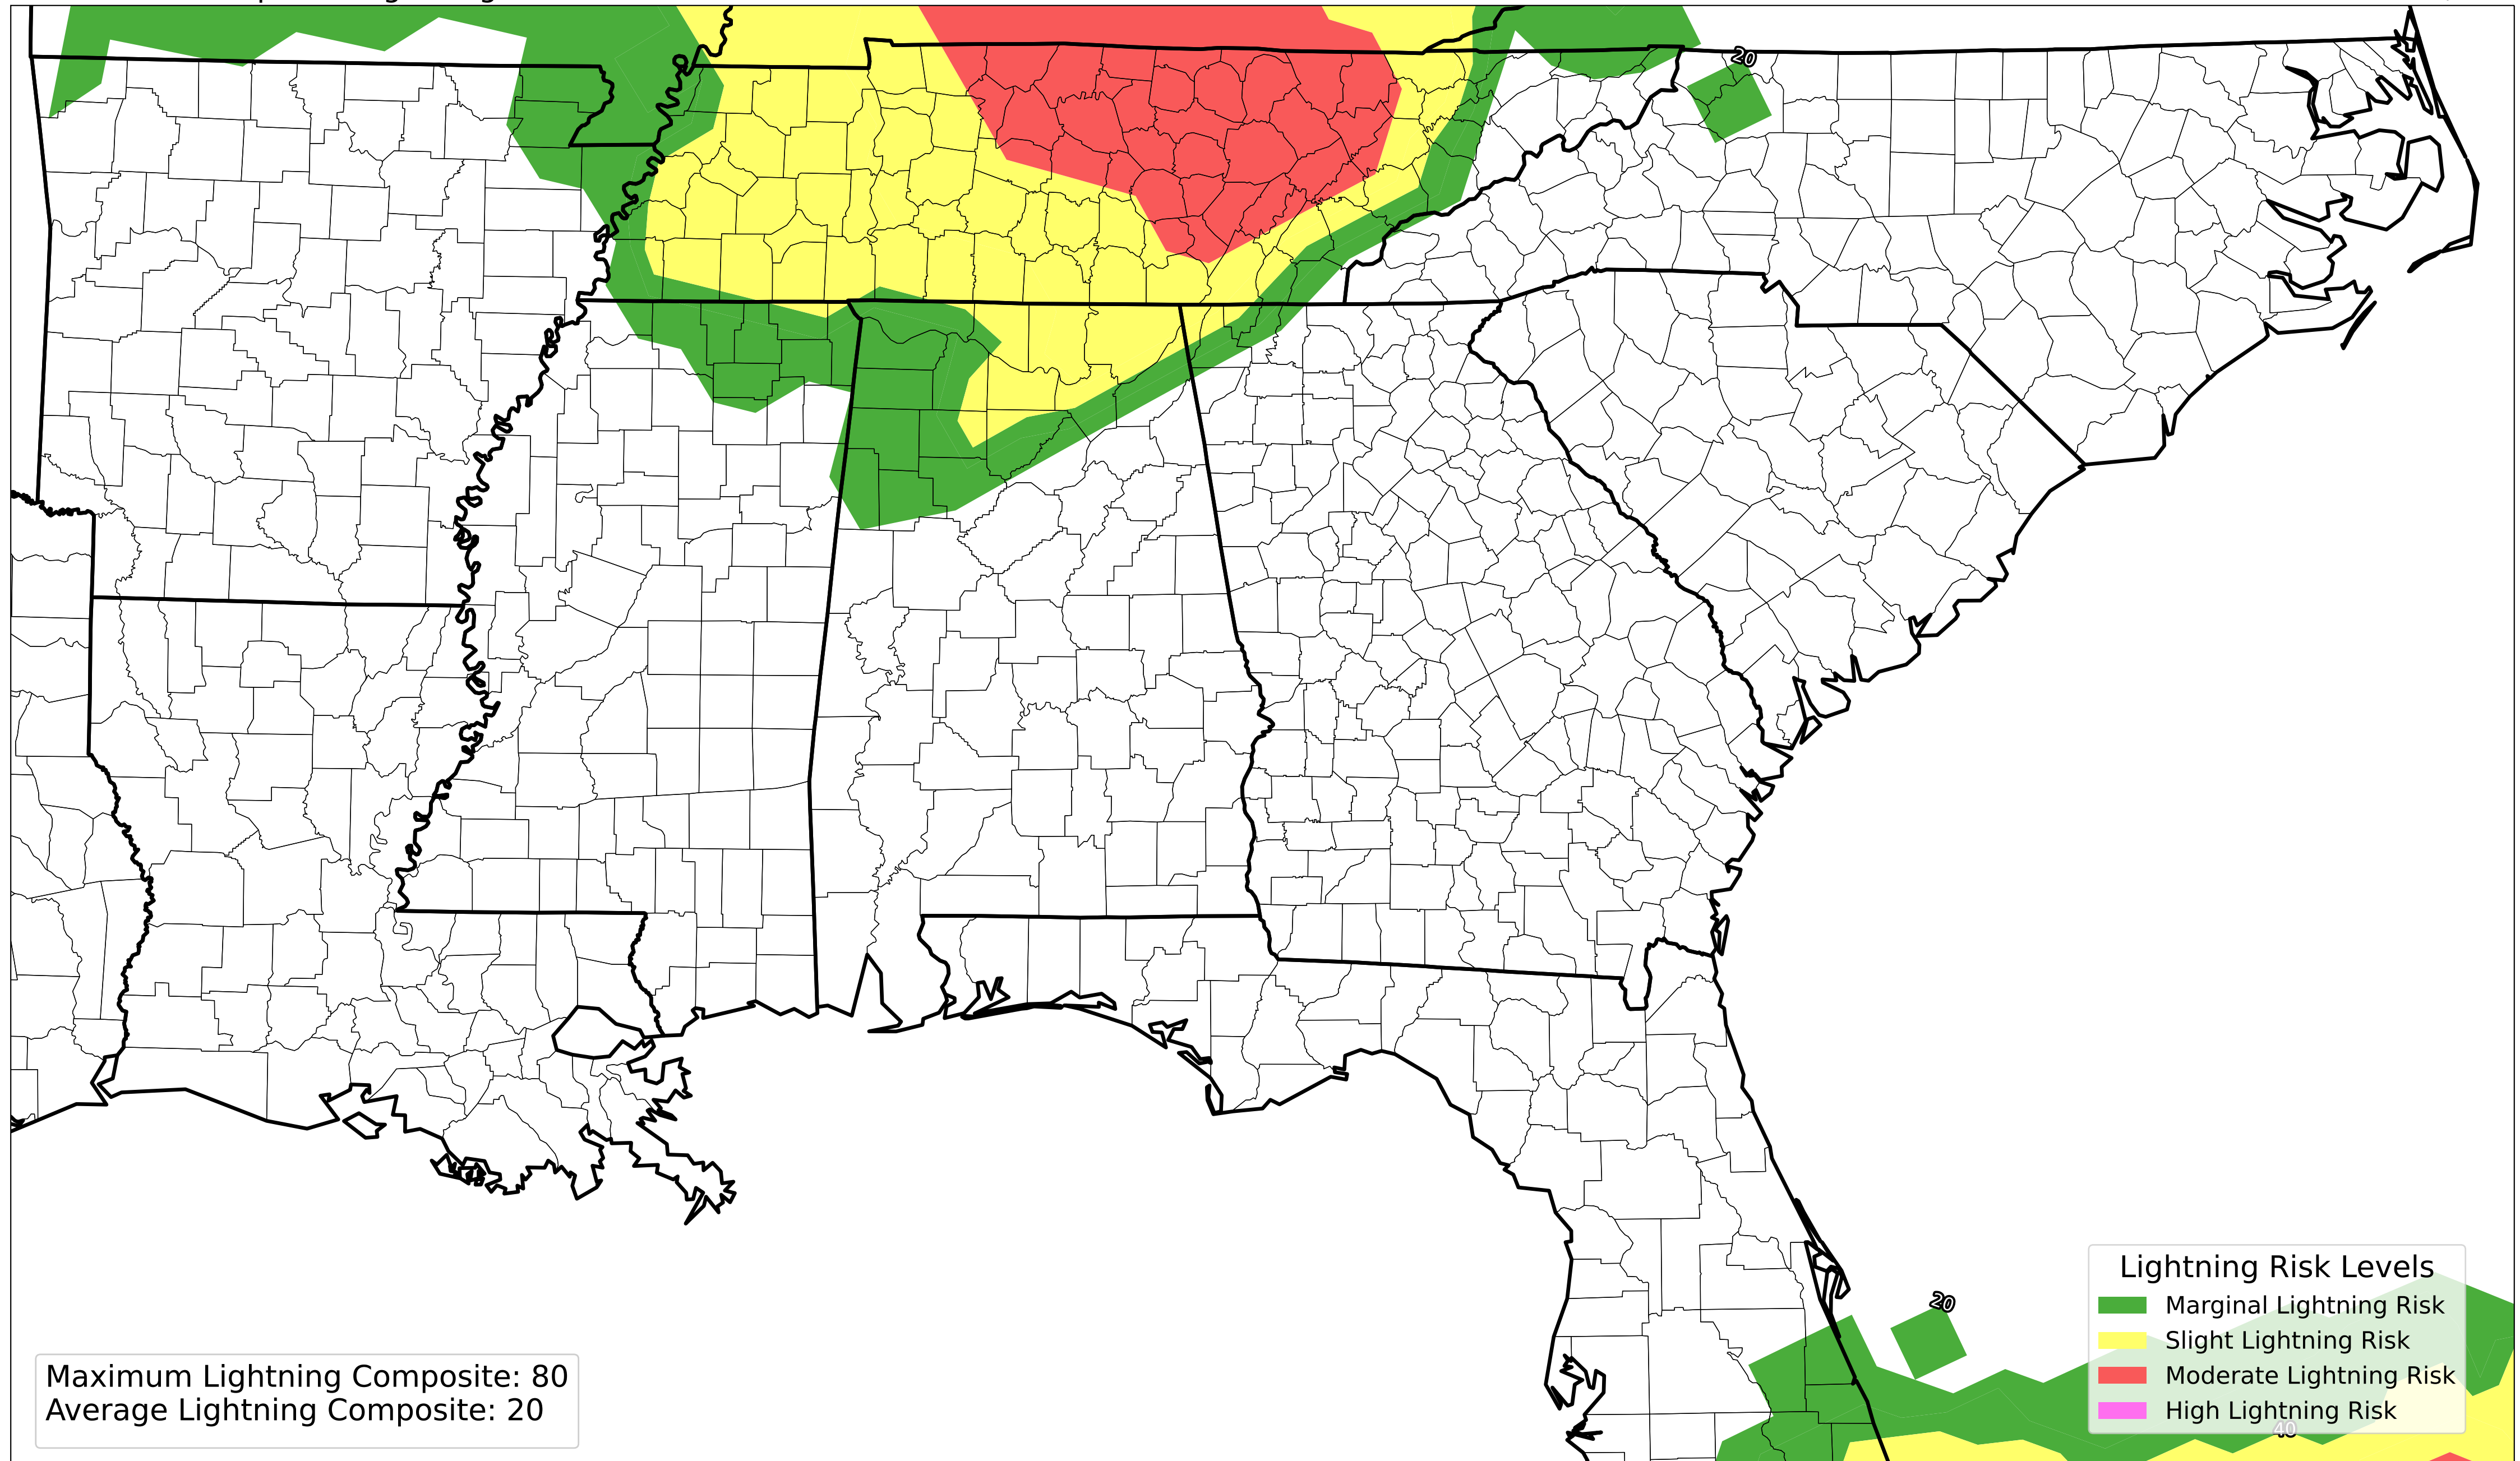 20
20
Lightning Risk Levels
Marginal Lightning Risk
Slight Lightning Risk
Moderate Lightning Risk
High Lightning Risk
40
Maximum Lightning Composite: 80
Average Lightning Composite: 20